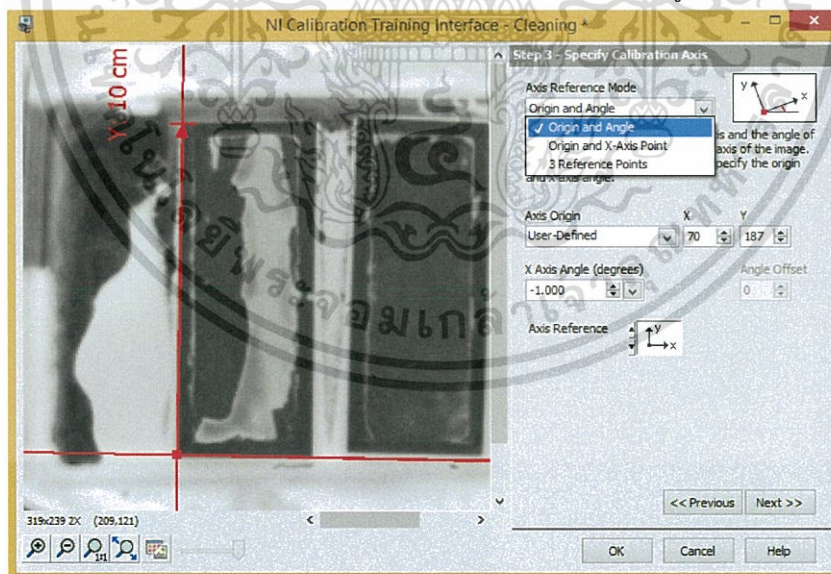 NI Calibration Training Interface - Cleaning *
Step 3 - Specify Calibration Axis
Axis Reference Mode
Origin and Angle
Origin and Angle
Origin and X-Axis Point
3 Reference Points
is and the angle of
axis of the image.
pecify the origin
and x axis angle.
y
x
Axis Origin
X
Y
User-Defined
70
187
X Axis Angle (degrees)
Angle Offset
-1.000
0
Axis Reference
y
x
Y: 10 cm
<< Previous
Next >>
319x239 2X (209,121)
1:1
OK
Cancel
Help